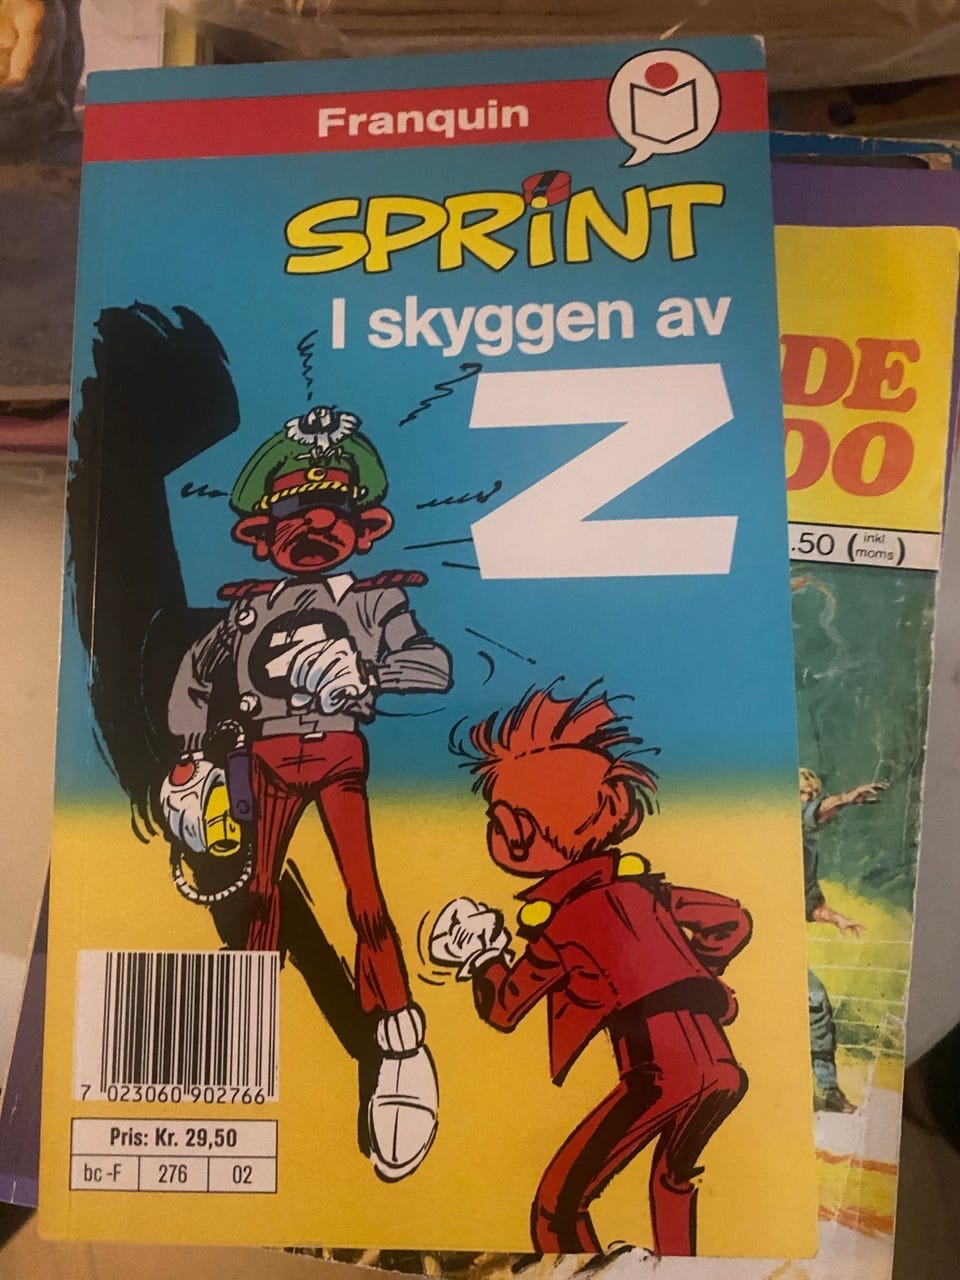 Franquin
SPRiNT
I skyggen av
Z
Z
7 023060 902766
Pris: Kr. 29,50
bc-F 276 02
DE
OO
.50 (inkl moms)